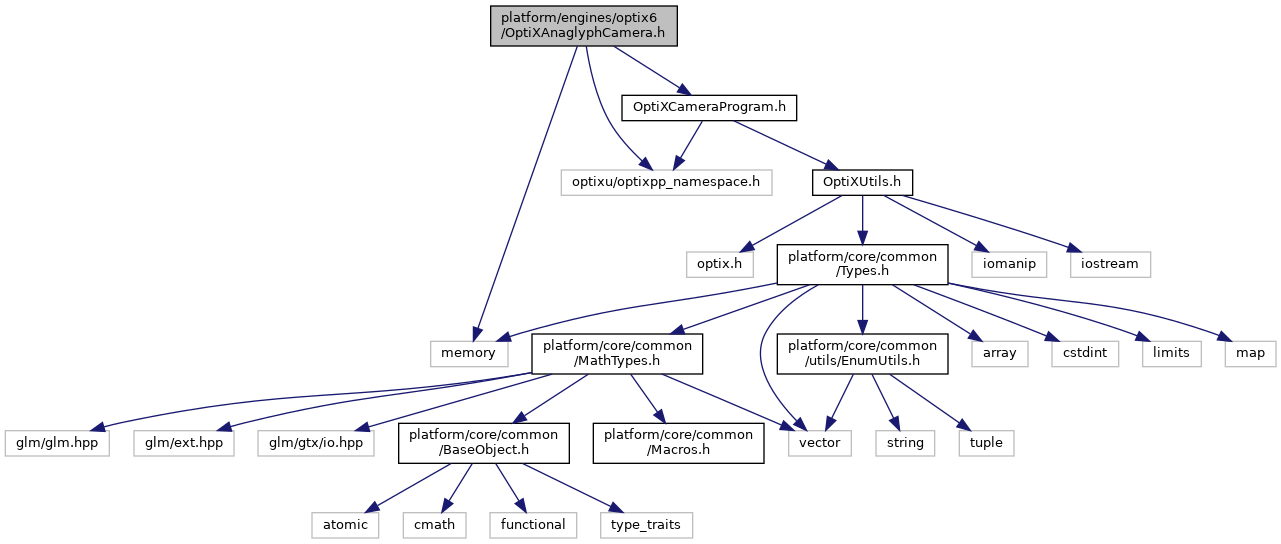 platform/engines/optix6
/OptiXAnaglyphCamera.h
OptiXCameraProgram.h
optixu/optixpp_namespace.h
OptiXUtils.h
optix.h
platform/core/common
/Types.h
iomanip
iostream
memory
platform/core/common
/MathTypes.h
platform/core/common
/utils/EnumUtils.h
array
cstdint
limits
map
glm/glm.hpp
glm/ext.hpp
glm/gtx/io.hpp
platform/core/common
/BaseObject.h
platform/core/common
/Macros.h
vector
string
tuple
atomic
cmath
functional
type_traits